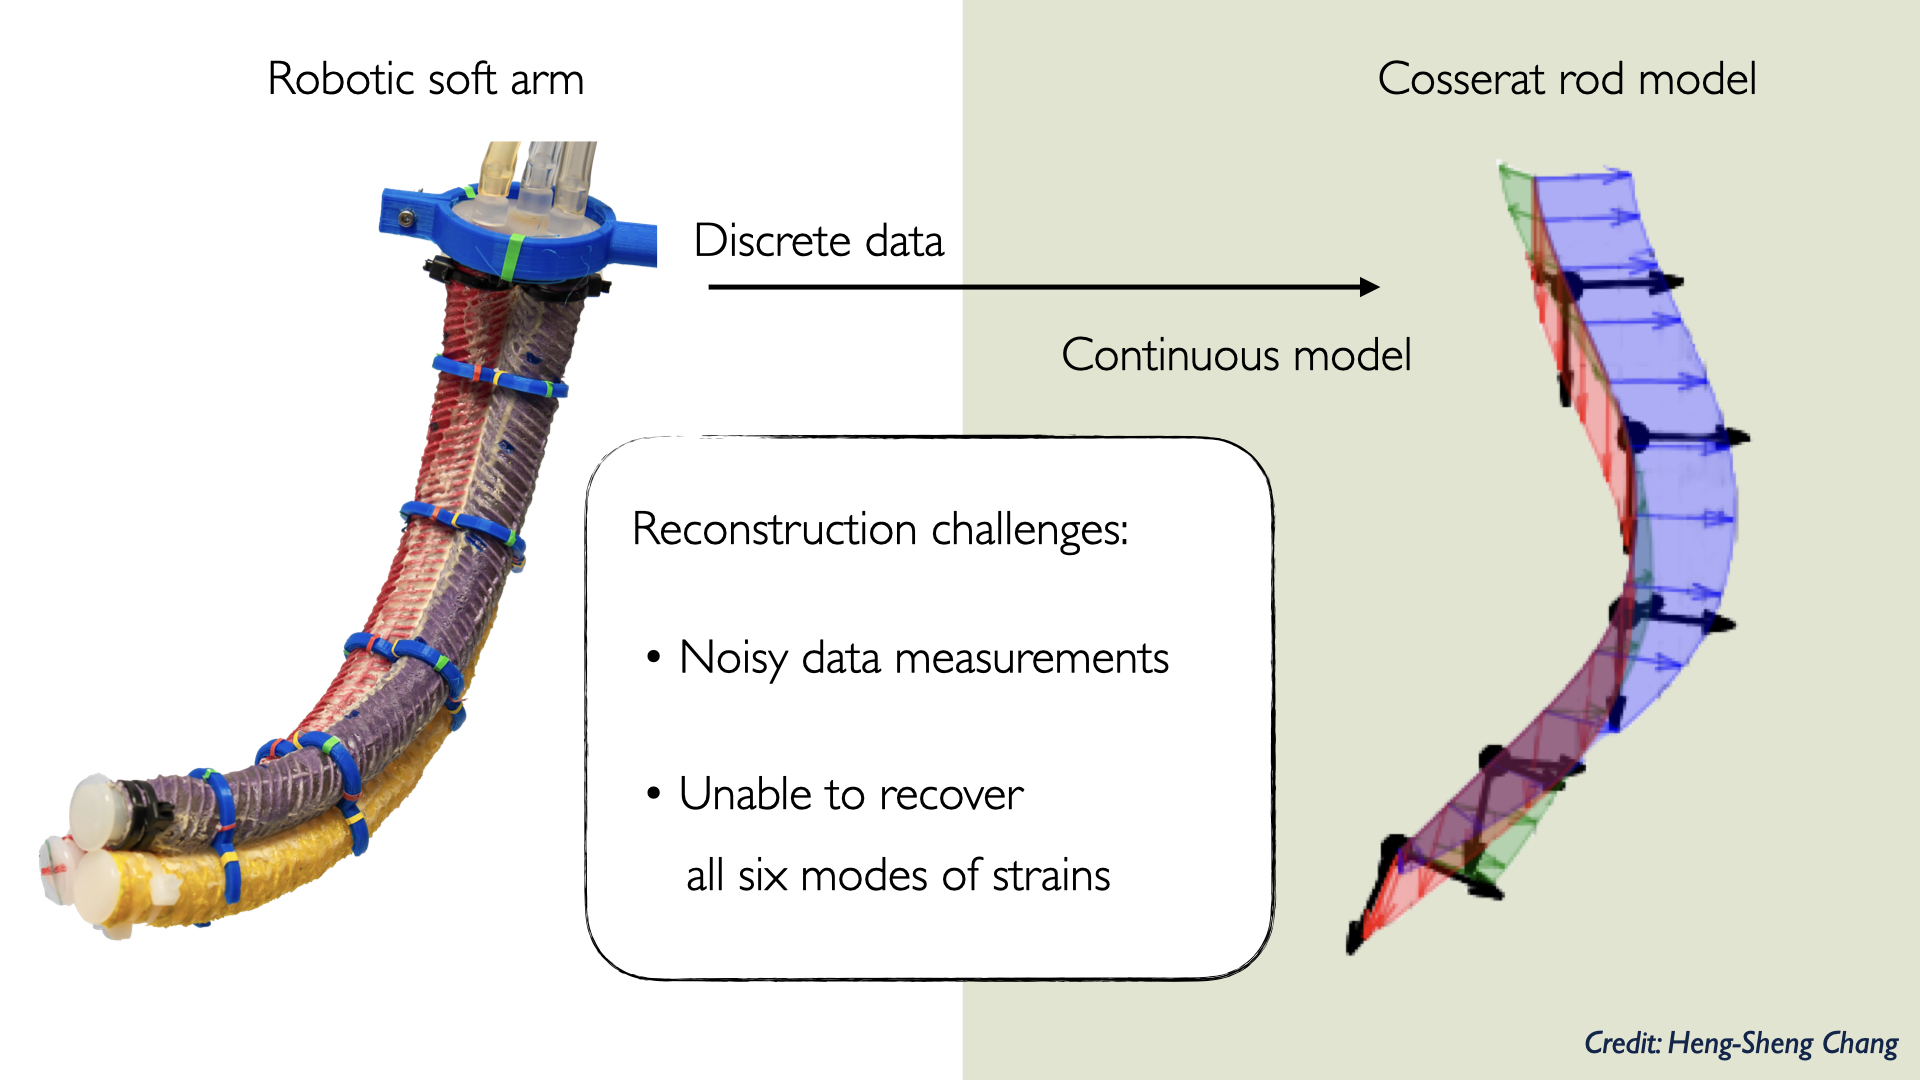 Robotic soft arm
Cosserat rod model
Discrete data
Continuous model
Reconstruction challenges:
• Noisy data measurements
• Unable to recover
all six modes of strains
Credit: Heng-Sheng Chang